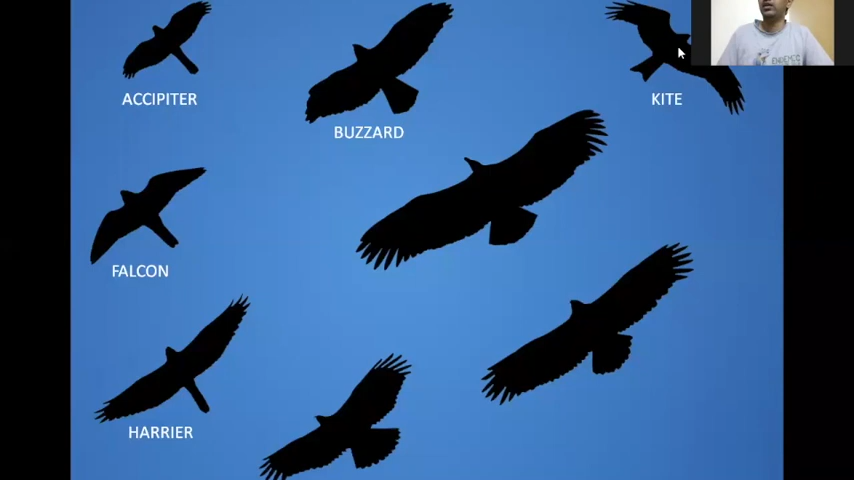 ACCIPITER
BUZZARD
KITE
FALCON
HARRIER